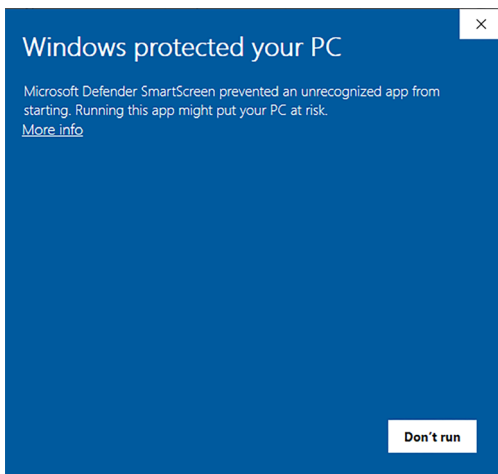 Windows protected your PC
Microsoft Defender SmartScreen prevented an unrecognized app from
starting. Running this app might put your PC at risk.
More info
Don't run